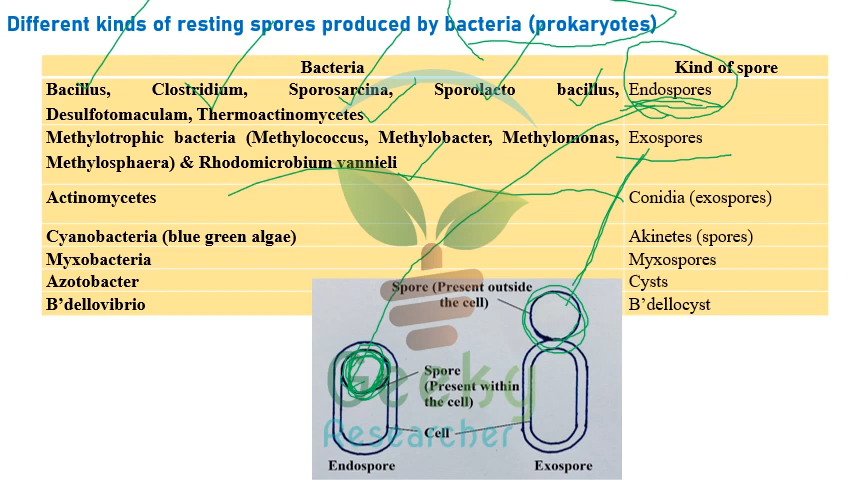 Different kinds of resting spores produced by bacteria (prokaryotes)
Bacteria Kind of spore
Bacillus, Clostridium, Sporosarcina, Sporolacto bacillus, Endospores
Desulfotomaculam, Thermoactinomycetes
Methylotrophic bacteria (Methylococcus, Methylobacter, Methylomonas, Exospores
Methylosphaera) & Rhodomicrobium vannieli
Actinomycetes Conidia (exospores)
Cyanobacteria (blue green algae) Akinetes (spores)
Myxobacteria Myxospores
Azotobacter Cysts
B’dellovibrio B’dellocyst
Spore (Present outside
the cell)
Spore
(Present within
the cell)
Cell
Endospore Exospore
Geeky
Researcher